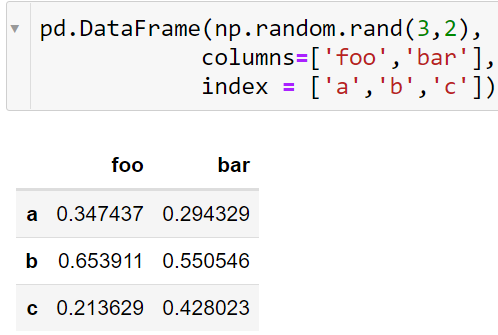 pd.DataFrame(np.random.rand(3,2),
columns=['foo','bar'],
index = ['a','b','c'])
foo bar
a 0.347437 0.294329
b 0.653911 0.550546
c 0.213629 0.428023